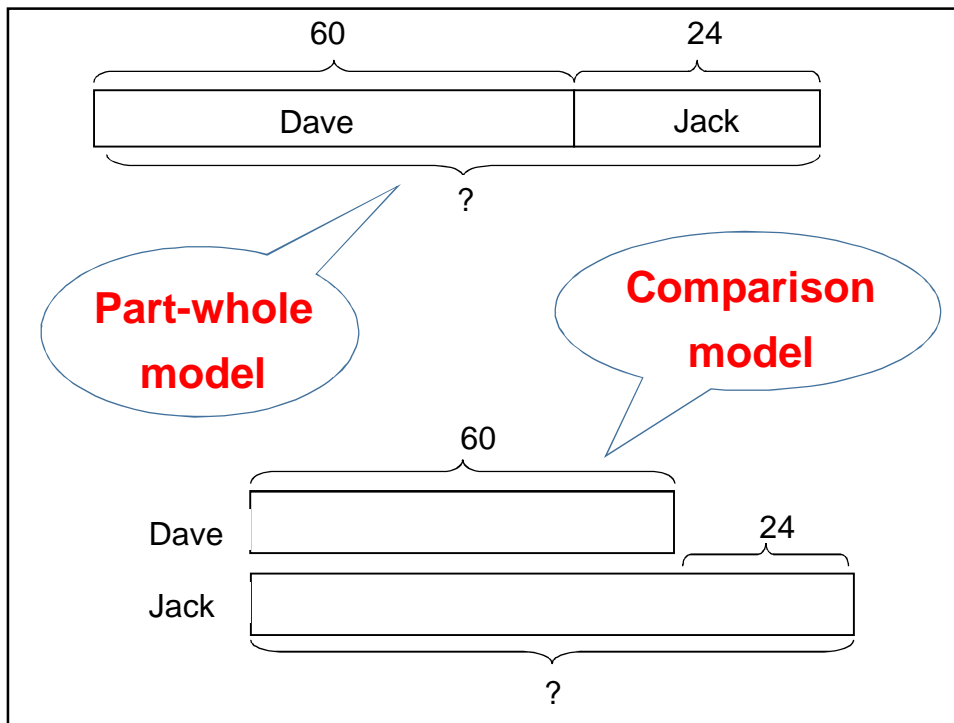 60 24
Dave Jack
?
Part-whole
model
Comparison
model
60
Dave
24
Jack
?